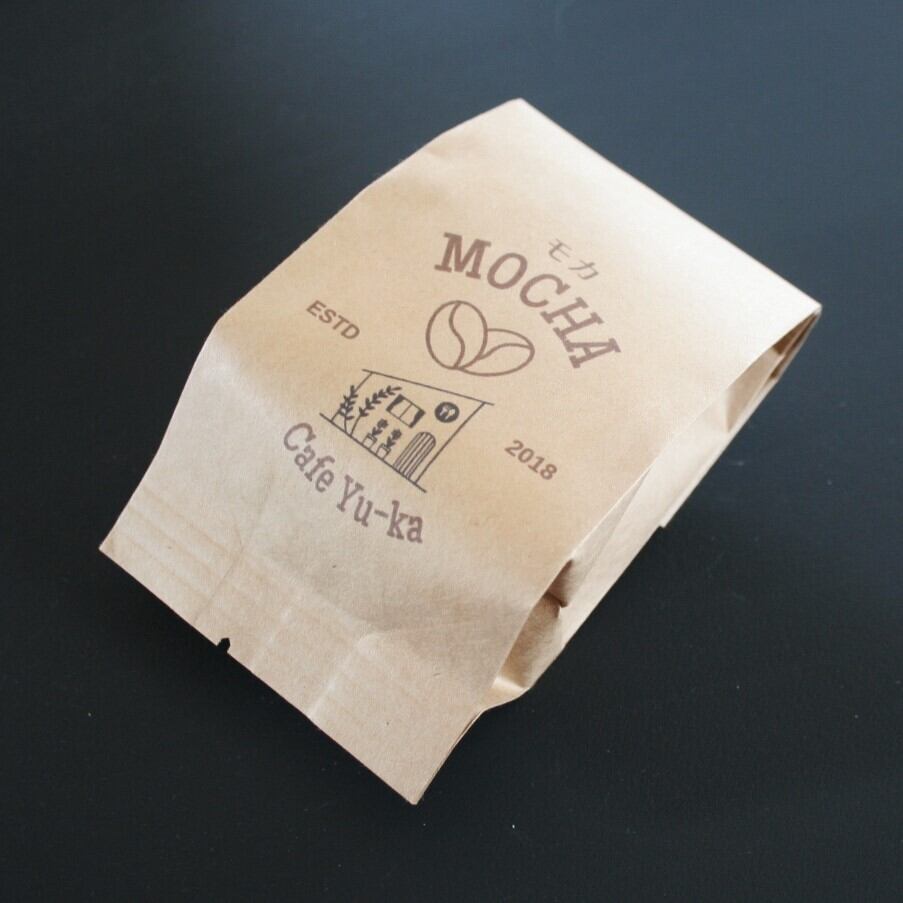 モカ
MOCHA
ESTD
2018
Cafe Yu-ka